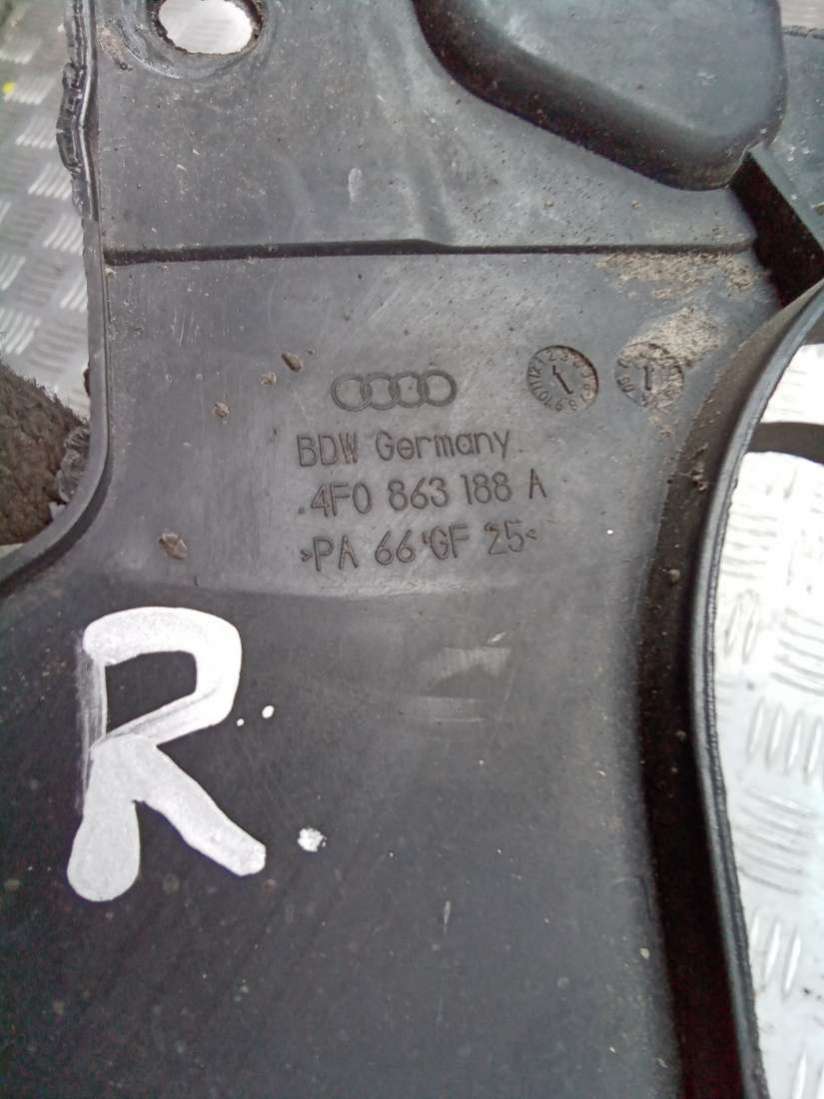 BDW Germany.
.4F0 863 188 A
>PA 66 GF 25<
R.